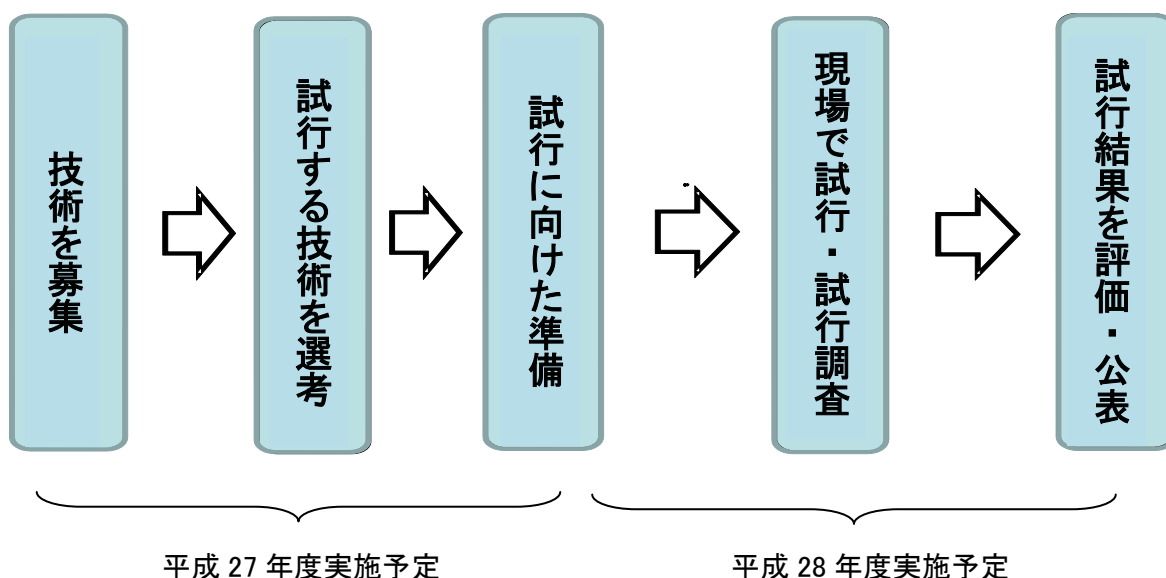 技術を募集
試行する技術を選考
試行に向けた準備
現場で試行・試行調査
試行結果を評価・公表
平成 27 年度実施予定
平成 28 年度実施予定